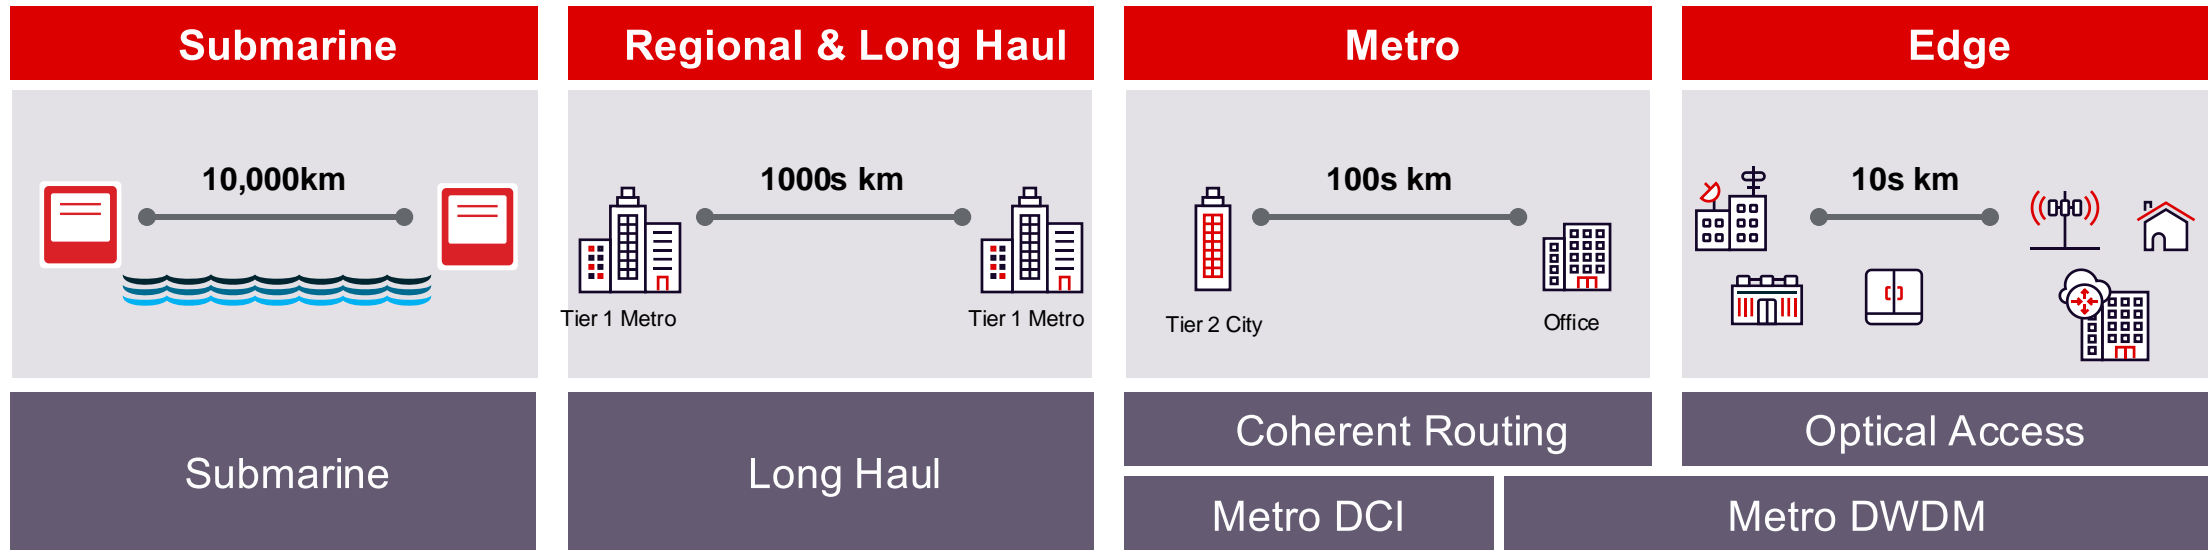 Submarine
Regional & Long Haul
Metro
Edge
10,000km
1000s km
100s km
10s km
Tier 1 Metro
Tier 1 Metro
Tier 2 City
Office
Submarine
Long Haul
Coherent Routing
Optical Access
Metro DCI
Metro DWDM